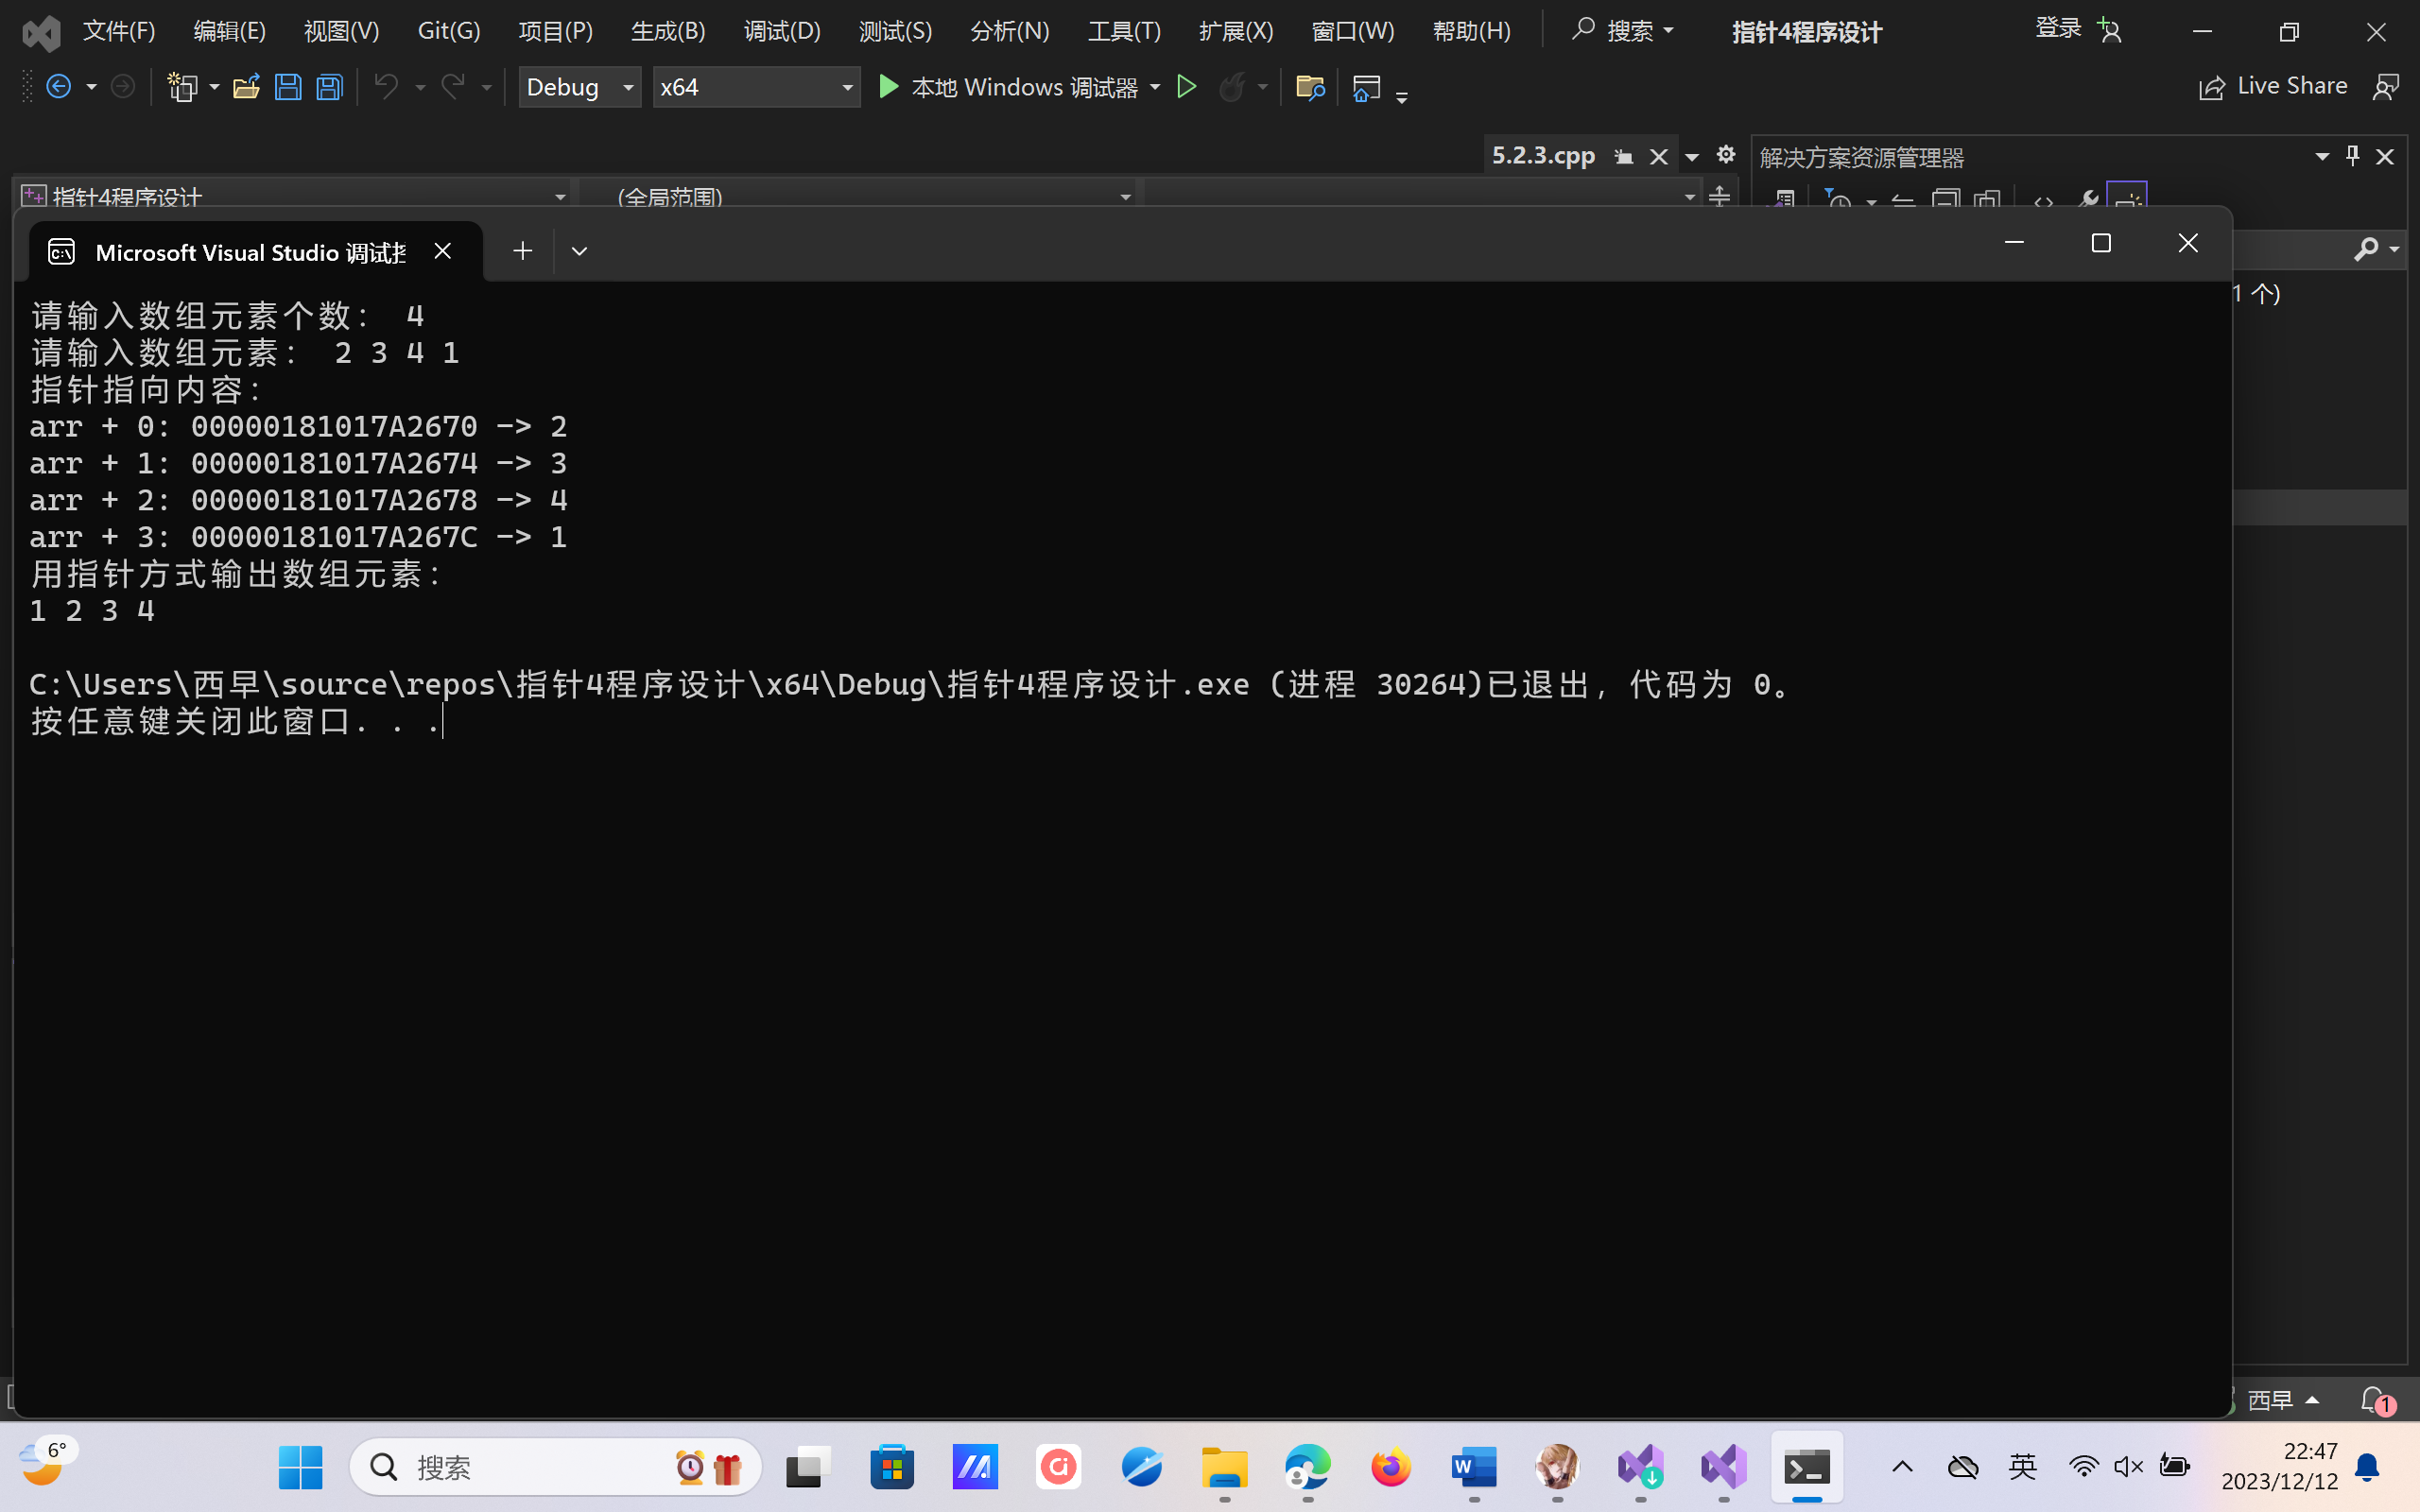 文件(F) 编辑(E) 视图(V) Git(G) 项目(P) 生成(B) 调试(D) 测试(S) 分析(N) 工具(T) 扩展(X) 窗口(W) 帮助(H) 搜索 指针4程序设计 登录
Debug x64 本地 Windows 调试器 Live Share
5.2.3.cpp 解决方案资源管理器
指针4程序设计 (全局范围)
Microsoft Visual Studio 调试
1 个)
请输入数组元素个数: 4
请输入数组元素: 2 3 4 1
指针指向内容:
arr + 0: 00000181017A2670 -> 2
arr + 1: 00000181017A2674 -> 3
arr + 2: 00000181017A2678 -> 4
arr + 3: 00000181017A267C -> 1
用指针方式输出数组元素:
1 2 3 4
C:\Users\西早\source\repos\指针4程序设计\x64\Debug\指针4程序设计.exe (进程 30264)已退出, 代码为 0。
按任意键关闭此窗口. . .
西早 1
6° 搜索 英 22:47
2023/12/12